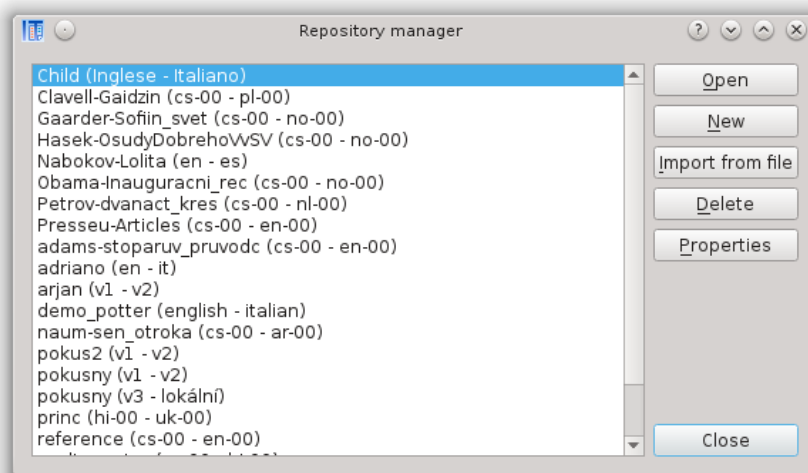 Repository manager
Child (Inglese - Italiano)
Clavell-Gaidzin (cs-00 - pl-00)
Gaarder-Sofiin_svet (cs-00 - no-00)
Hasek-OsudyDobrehoVVSV (cs-00 - no-00)
Nabokov-Lolita (en - es)
Obama-Inauguracni_rec (cs-00 - no-00)
Petrov-dvanact_kres (cs-00 - nl-00)
Presseu-Articles (cs-00 - en-00)
adams-stoparuv_pruvodc (cs-00 - en-00)
adriano (en - it)
arjan (v1 - v2)
demo_potter (english - italian)
naum-sen_otroka (cs-00 - ar-00)
pokus2 (v1 - v2)
pokusny (v1 - v2)
pokusny (v3 - lokální)
princ (hi-00 - uk-00)
reference (cs-00 - en-00)
Open
New
Import from file
Delete
Properties
Close